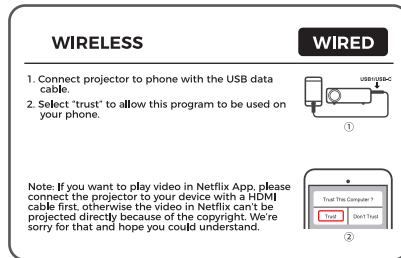 WIRELESS
WIRED
1. Connect projector to phone with the USB data
cable.
2. Select “trust” to allow this program to be used on
your phone.
USB1/USB-C
①
Note: If you want to play video in Netflix App, please
connect the projector to your device with a HDMI
cable first, otherwise the video in Netflix can't be
projected directly because of the copyright. We're
sorry for that and hope you could understand.
Trust This Computer ?
Trust
Don't Trust
②